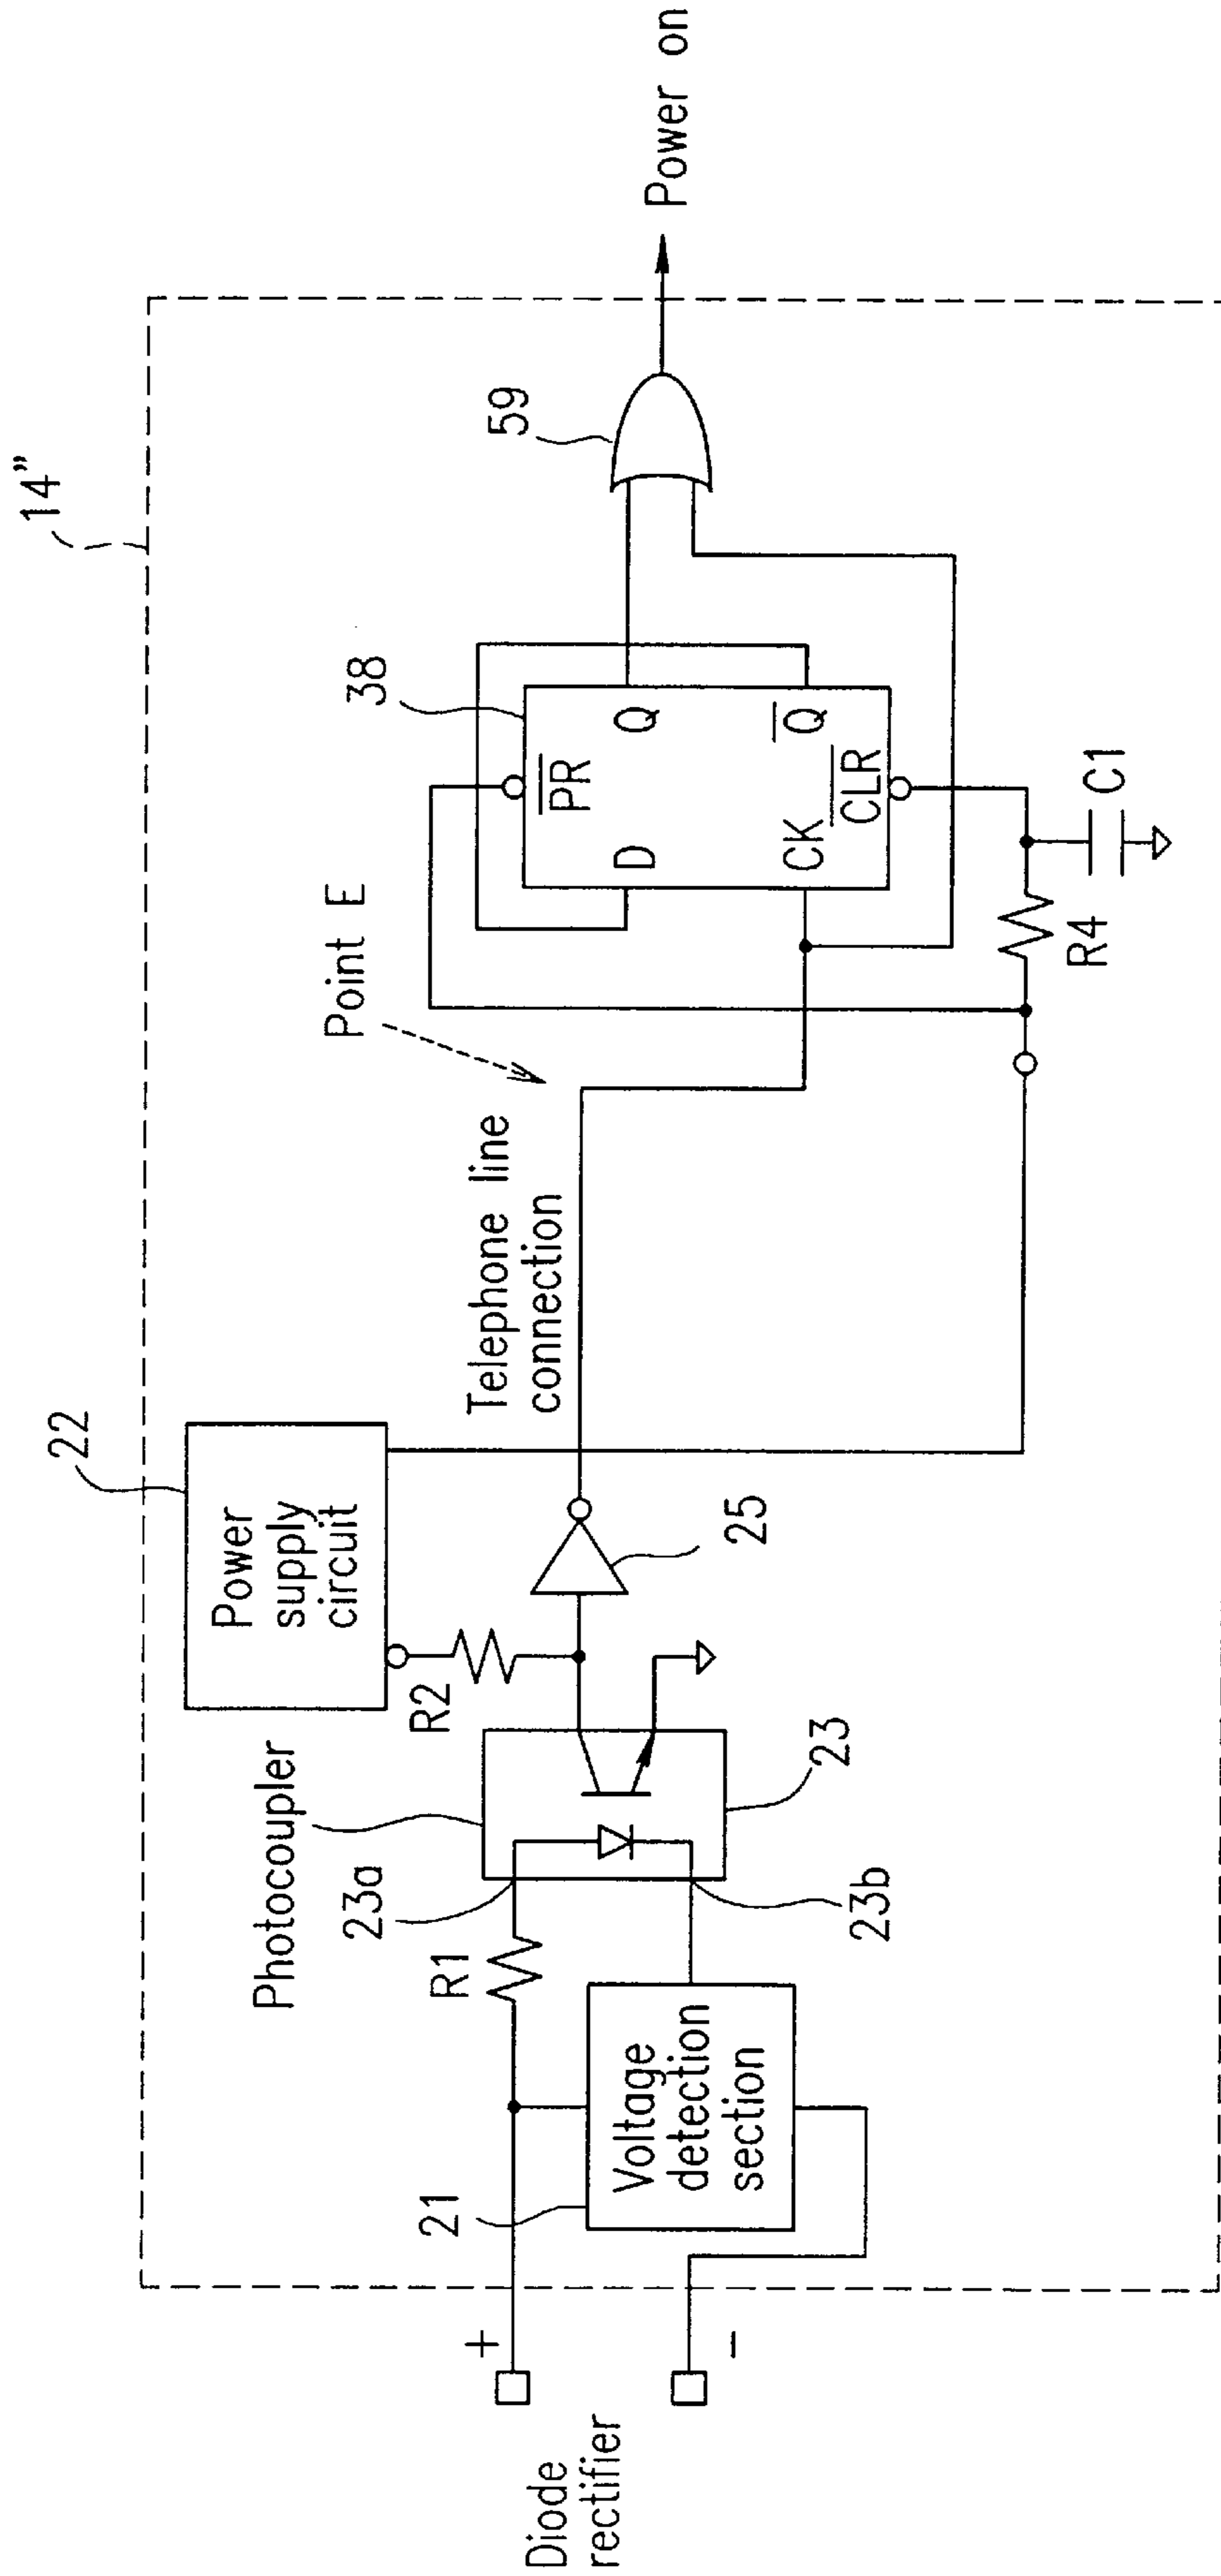 14”
22
Power
supply
circuit
Photocoupler
R2
Telephone line
connection
Point E
38
59
Power on
23a
R1
25
D
PR
Q
CK
CLR
Q
21
Voltage
detection
section
23b
23
R4
C1
+
−
Diode
rectifier